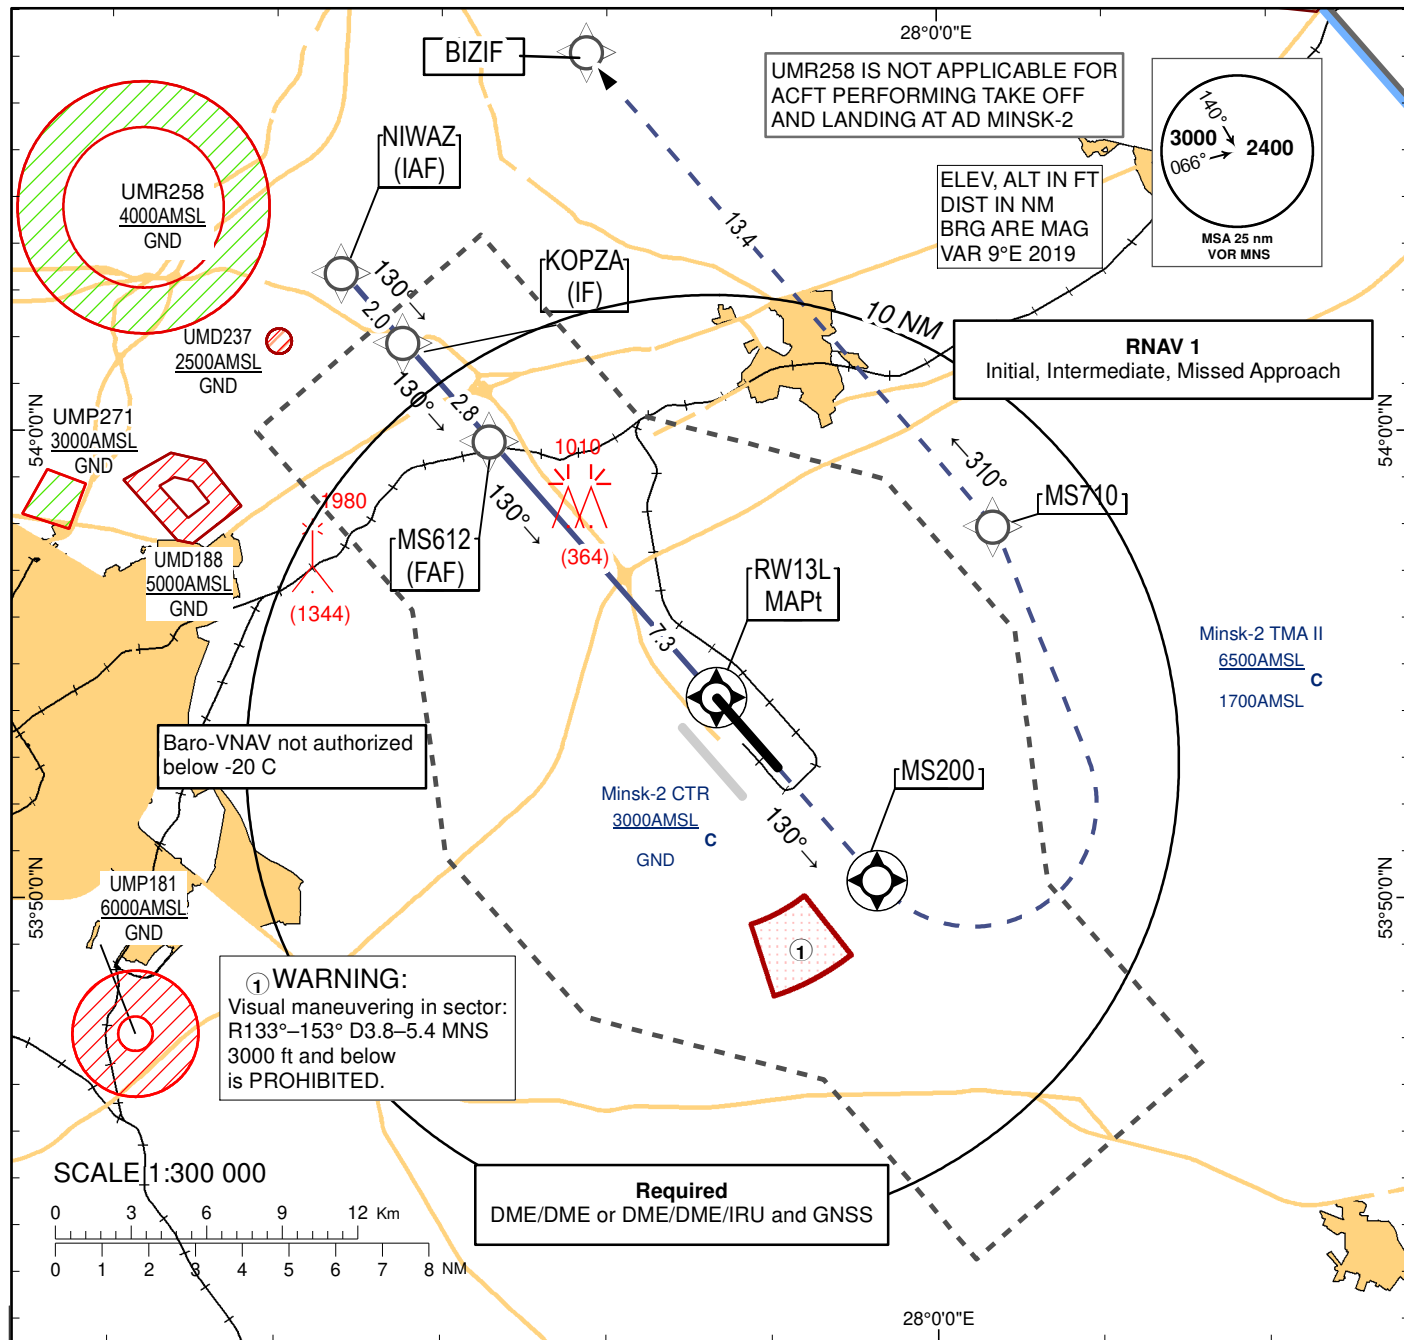 28°0'0"E
BIZIF
UMR258 IS NOT APPLICABLE FOR
ACFT PERFORMING TAKE OFF
AND LANDING AT AD MINSK-2
140°
3000
2400
066°
MSA 25 nm
VOR MNS
NIWAZ
(IAF)
ELEV, ALT IN FT
DIST IN NM
BRG ARE MAG
VAR 9°E 2019
UMR258
4000AMSL
GND
13.4
KOPZA
(IF)
130°
2.0
10 NM
UMD237
2500AMSL
GND
RNAV 1
Initial, Intermediate, Missed Approach
130°
2.8
UMP271
3000AMSL
GND
54°0'0"N
54°0'0"N
1010
310°
MS710
1980
130°
MS612
(FAF)
(364)
UMD188
5000AMSL
GND
RW13L
MAPt
(1344)
7.3
Minsk-2 TMA II
6500AMSL
C
1700AMSL
Baro-VNAV not authorized
below -20 C
MS200
Minsk-2 CTR
3000AMSL
C
GND
130°
53°50'0"N
53°50'0"N
UMP181
6000AMSL
GND
1
1 WARNING:
Visual maneuvering in sector:
R133°–153° D3.8–5.4 MNS
3000 ft and below
is PROHIBITED.
SCALE 1:300 000
0 3 6 9 12 Km
0 1 2 3 4 5 6 7 8 NM
Required
DME/DME or DME/DME/IRU and GNSS
28°0'0"E